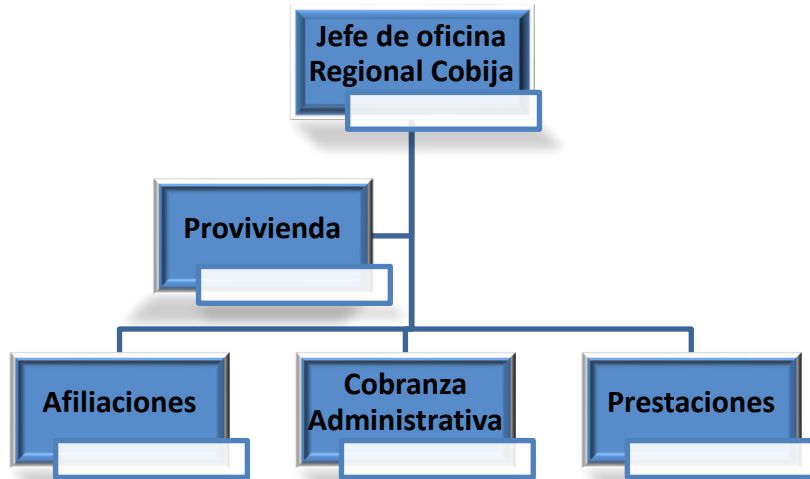 Jefe de oficina
Regional Cobija
Provivienda
Afiliaciones
Cobranza
Administrativa
Prestaciones